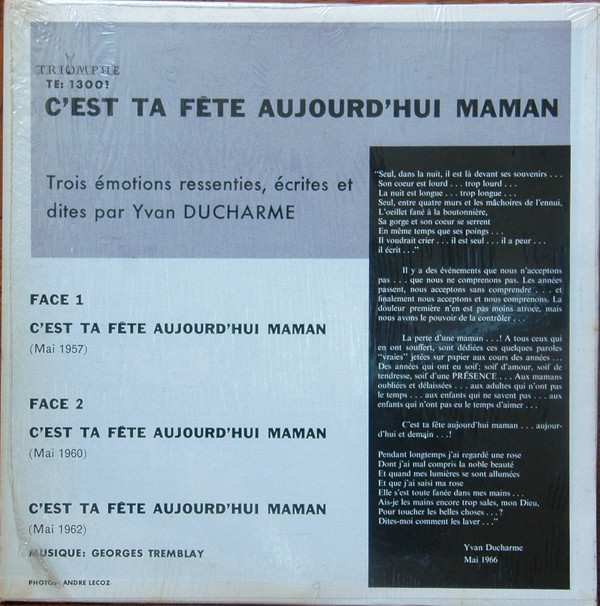 TRIOMPHE
TE: 13001
C'EST TA FÊTE AUJOURD'HUI MAMAN
Trois émotions ressenties, écrites et
dites par Yvan DUCHARME
FACE 1
C'EST TA FÊTE AUJOURD'HUI MAMAN
(Mai 1957)
FACE 2
C'EST TA FÊTE AUJOURD'HUI MAMAN
(Mai 1960)
C'EST TA FÊTE AUJOURD'HUI MAMAN
(Mai 1962)
MUSIQUE: GEORGES TREMBLAY
PHOTOS: ANDRE LECOZ
"Seul, dans la nuit, il est là devant ses souvenirs . . .
Son coeur est lourd . . . trop lourd . . .
La nuit est longue . . . trop longue . . .
Seul, entre quatre murs et les mâchoires de l'ennui,
L'oeillet fané à la boutonnière,
Sa gorge et son coeur se serrent
En même temps que ses poings . . .
Il voudrait crier . . . il est seul . . . il a peur . . .
il écrit . . ."
Il y a des événements que nous n'acceptons
pas . . . que nous ne comprenons pas. Les années
passent, nous acceptons sans comprendre . . . et
finalement nous acceptons et nous comprenons. La
douleur première n'en est pas moins atroce, mais
nous avons le pouvoir de la contrôler . . .
La perte d'une maman . . .! A tous ceux qui
en ont souffert, sont dédiées ces quelques paroles
"vraies" jetées sur papier aux cours des années . . .
Des années qui ont eu soif; soif d'amour, soif de
tendresse, soif d'une PRÉSENCE . . . Aux mamans
oubliées et délaissées . . . aux adultes qui n'ont pas
le temps . . . aux enfants qui ne savent pas . . . aux
enfants qui n'ont pas eu le temps d'aimer . . .
C'est ta fête aujourd'hui maman . . . aujour-
d'hui et demain . . .!
Pendant longtemps j'ai regardé une rose
Dont j'ai mal compris la noble beauté
Et quand mes lumières se sont allumées
Et que j'ai saisi ma rose
Elle s'est toute fanée dans mes mains . . .
Ais-je les mains encore trop sales, mon Dieu,
Pour toucher les belles choses . . .?
Dites-moi comment les laver . . ."
Yvan Ducharme
Mai 1966